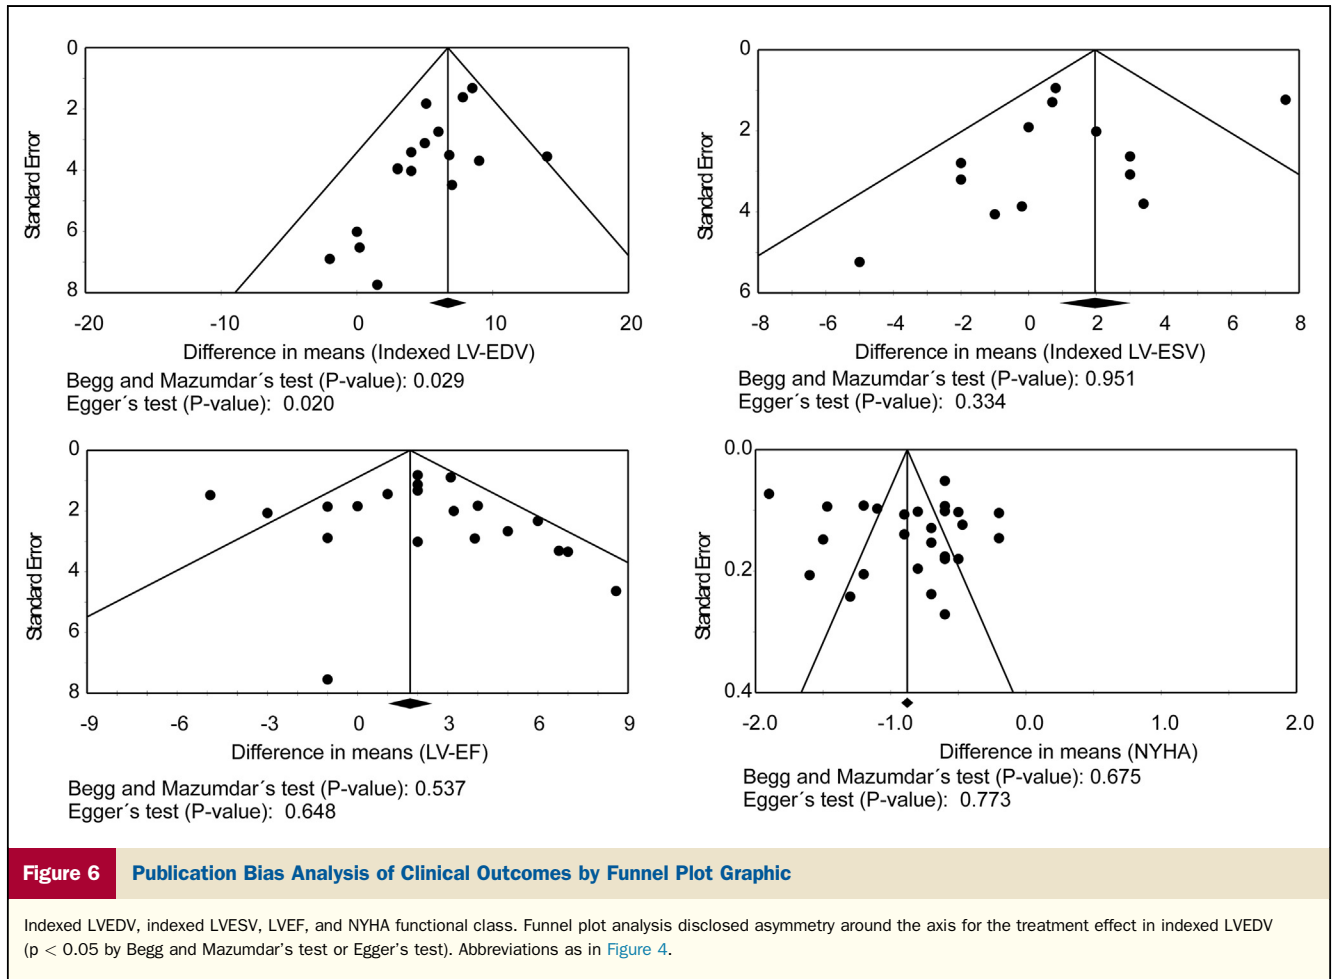 0
2
4
6
8
Standard Error
-20 -10 0 10 20
Difference in means (Indexed LV-EDV)
Begg and Mazumdar´s test (P-value): 0.029
Egger´s test (P-value): 0.020
0
2
4
6
Standard Error
-8 -6 -4 -2 0 2 4 6 8
Difference in means (Indexed LV-ESV)
Begg and Mazumdar´s test (P-value): 0.951
Egger´s test (P-value): 0.334
0
2
4
6
8
Standard Error
-9 -6 -3 0 3 6 9
Difference in means (LV-EF)
Begg and Mazumdar´s test (P-value): 0.537
Egger´s test (P-value): 0.648
0.0
0.2
0.4
Standard Error
-2.0 -1.0 0.0 1.0 2.0
Difference in means (NYHA)
Begg and Mazumdar´s test (P-value): 0.675
Egger´s test (P-value): 0.773
Figure 6 Publication Bias Analysis of Clinical Outcomes by Funnel Plot Graphic
Indexed LVEDV, indexed LVESV, LVEF, and NYHA functional class. Funnel plot analysis disclosed asymmetry around the axis for the treatment effect in indexed LVEDV
(p < 0.05 by Begg and Mazumdar's test or Egger's test). Abbreviations as in Figure 4.